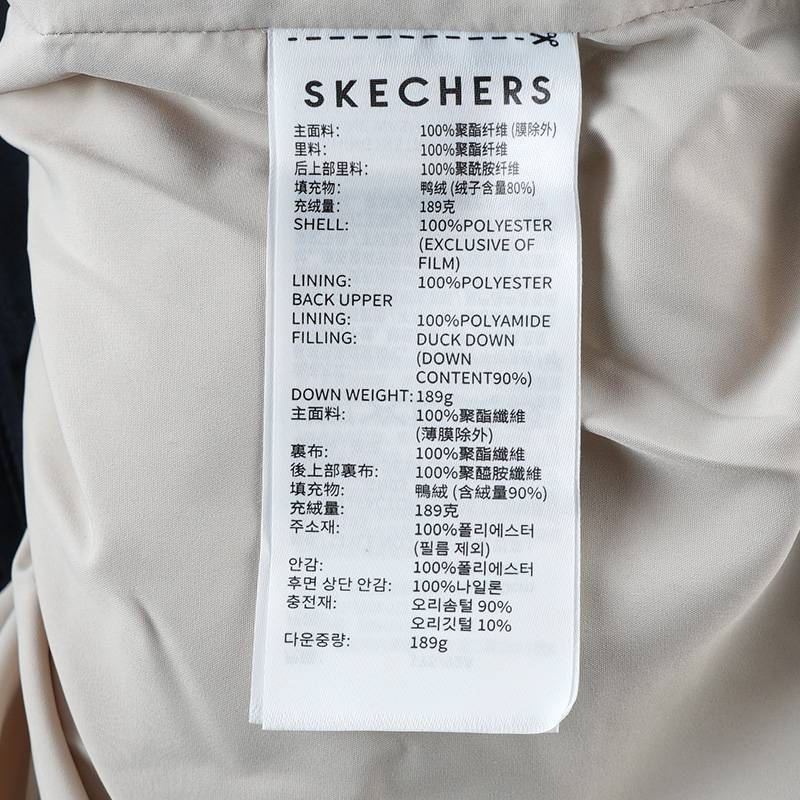 SKECHERS
主面料: 100%聚酯纤维 (膜除外)
里料: 100%聚酯纤维
后上部里料: 100%聚酰胺纤维
填充物: 鸭绒 (绒子含量80%)
充绒量: 189克
SHELL: 100%POLYESTER
(EXCLUSIVE OF
FILM)
LINING: 100%POLYESTER
BACK UPPER
LINING: 100%POLYAMIDE
FILLING: DUCK DOWN
(DOWN
CONTENT90%)
DOWN WEIGHT: 189g
主面料: 100%聚酯纖維
(薄膜除外)
裏布: 100%聚酯纖維
後上部裏布: 100%聚醯胺纖維
填充物: 鴨絨 (含絨量90%)
充絨量: 189克
주소재: 100%폴리에스터
(필름 제외)
안감: 100%폴리에스터
후면 상단 안감: 100%나일론
충전재: 오리솜털 90%
오리깃털 10%
다운중량: 189g